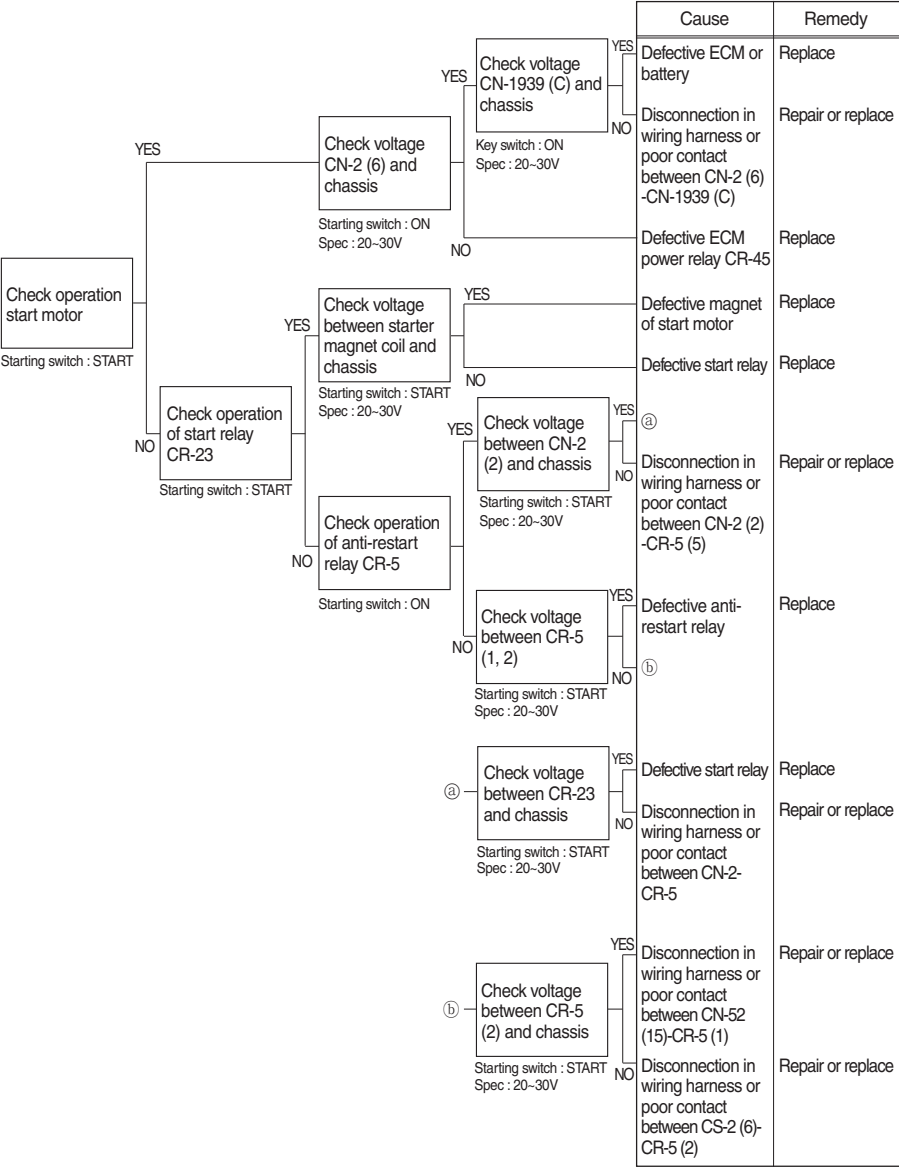 Cause Remedy
YES Defective ECM or Replace
battery
Check voltage
CN-1939 (C) and
chassis
YES
NO Disconnection in Repair or replace
wiring harness or
poor contact
between CN-2 (6)
-CN-1939 (C)
Key switch : ON
Spec : 20~30V
YES
Check voltage
CN-2 (6) and
chassis
Starting switch : ON
Spec : 20~30V
NO
Defective ECM Replace
power relay CR-45
Check operation
start motor
Starting switch : START
YES
Check voltage
between starter
magnet coil and
chassis
Starting switch : START
Spec : 20~30V
YES
Defective magnet Replace
of start motor
NO
Defective start relay Replace
NO
Check operation
of start relay
CR-23
Starting switch : START
YES
Check voltage
between CN-2
(2) and chassis
Starting switch : START
Spec : 20~30V
YES
ⓐ
NO
Disconnection in Repair or replace
wiring harness or
poor contact
between CN-2 (2)
-CR-5 (5)
NO
Check operation
of anti-restart
relay CR-5
Starting switch : ON
NO
Check voltage
between CR-5
(1, 2)
Starting switch : START
Spec : 20~30V
YES
Defective anti- Replace
restart relay
NO
ⓑ
ⓐ
Check voltage
between CR-23
and chassis
Starting switch : START
Spec : 20~30V
YES
Defective start relay Replace
NO
Disconnection in Repair or replace
wiring harness or
poor contact
between CN-2-
CR-5
ⓑ
Check voltage
between CR-5
(2) and chassis
Starting switch : START
Spec : 20~30V
YES
Disconnection in Repair or replace
wiring harness or
poor contact
between CN-52
(15)-CR-5 (1)
NO
Disconnection in Repair or replace
wiring harness or
poor contact
between CS-2 (6)-
CR-5 (2)